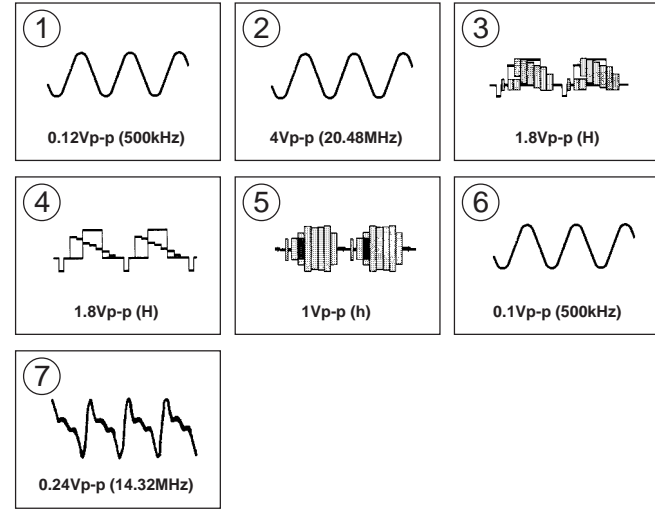 1
0.12Vp-p (500kHz)
2
4Vp-p (20.48MHz)
3
1.8Vp-p (H)
4
1.8Vp-p (H)
5
1Vp-p (h)
6
0.1Vp-p (500kHz)
7
0.24Vp-p (14.32MHz)